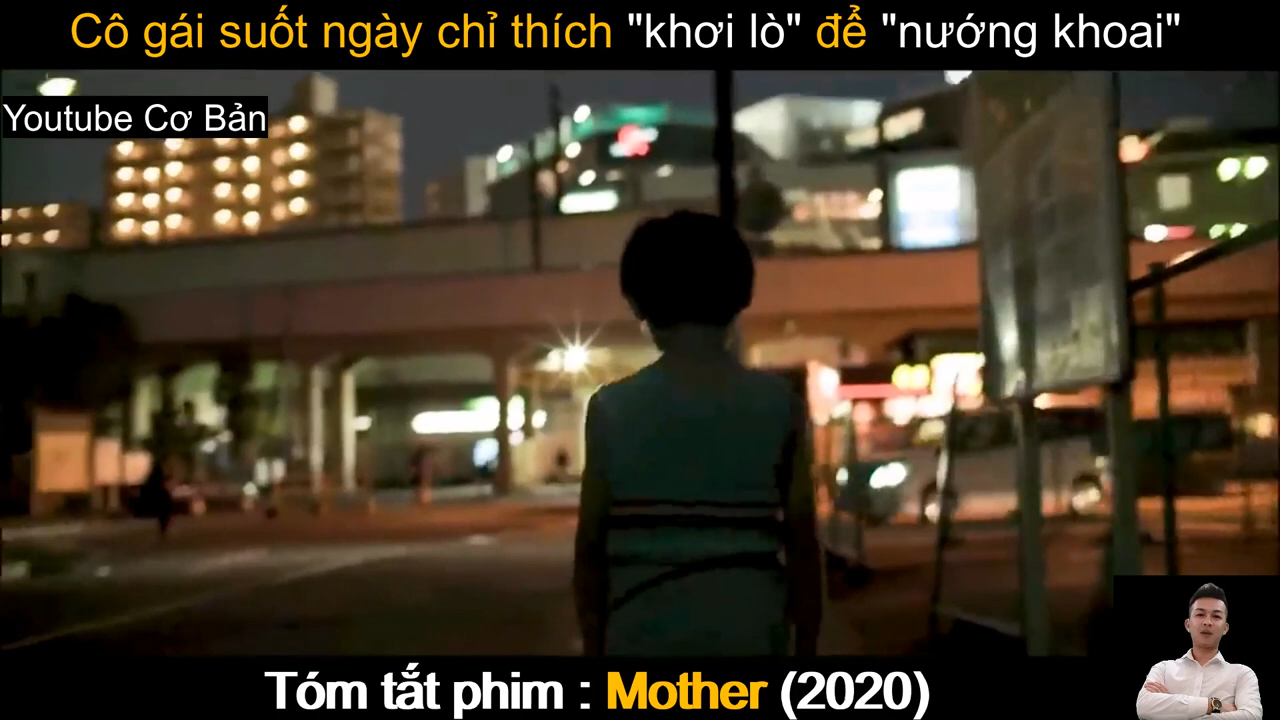 Cô gái suốt ngày chỉ thích "khơi lò" để "nướng khoai"
Youtube Cơ Bản
Tóm tắt phim : Mother (2020)